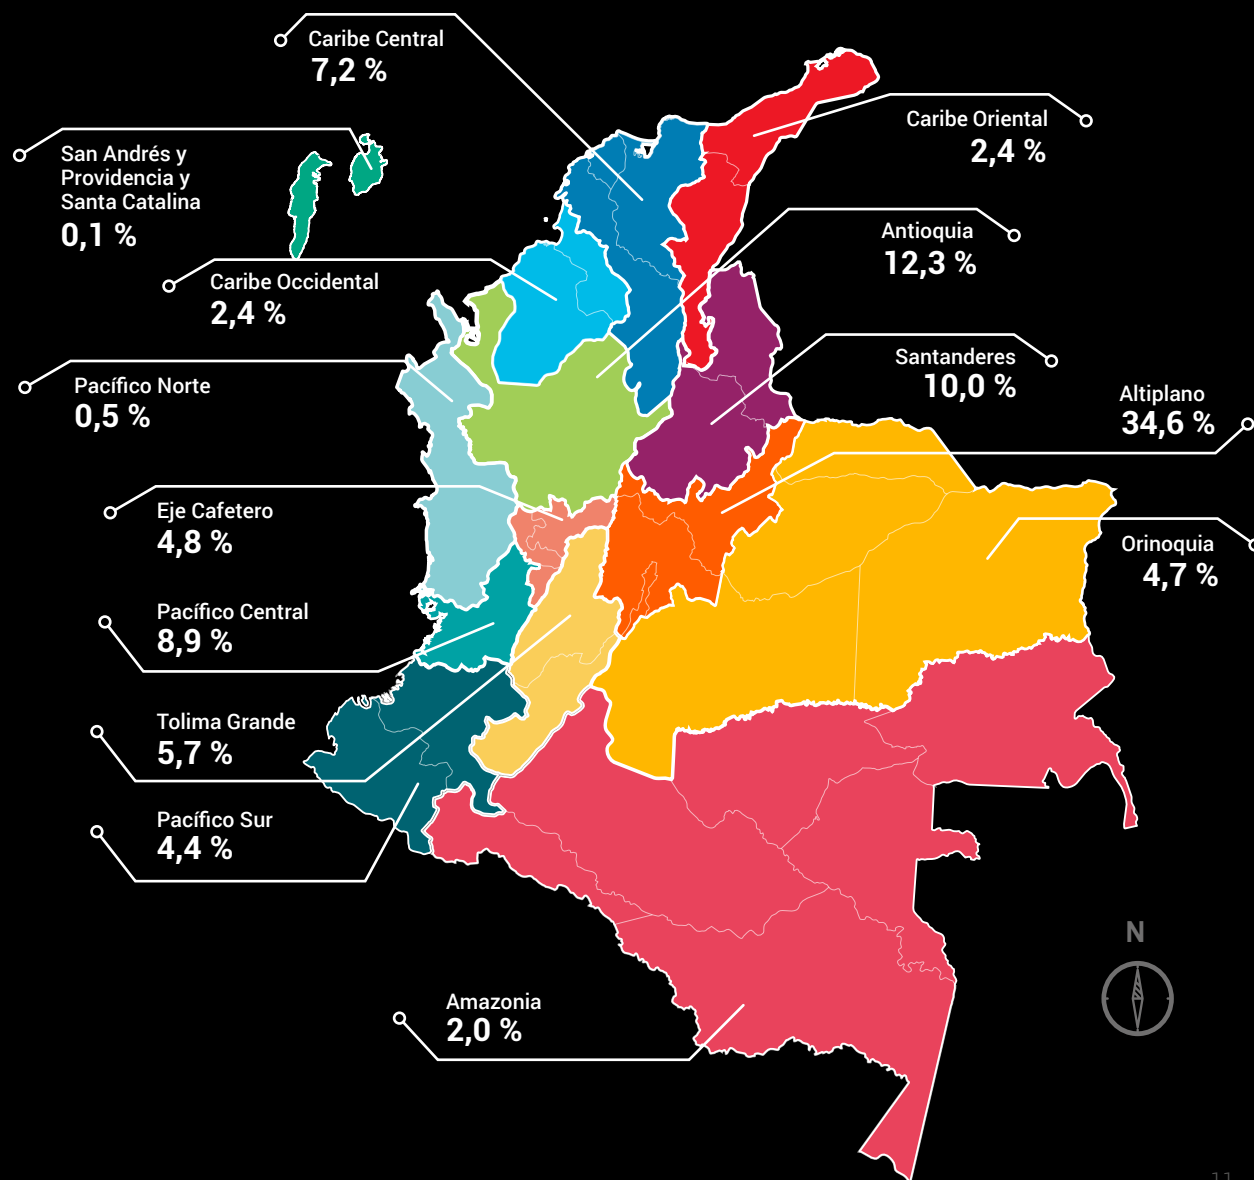 Caribe Central
7,2 %
Caribe Oriental
2,4 %
San Andrés y
Providencia y
Santa Catalina
0,1 %
Antioquia
12,3 %
Caribe Occidental
2,4 %
Santanderes
10,0 %
Pacífico Norte
0,5 %
Altiplano
34,6 %
Eje Cafetero
4,8 %
Orinoquia
4,7 %
Pacífico Central
8,9 %
Tolima Grande
5,7 %
Pacífico Sur
4,4 %
N
Amazonia
2,0 %
11